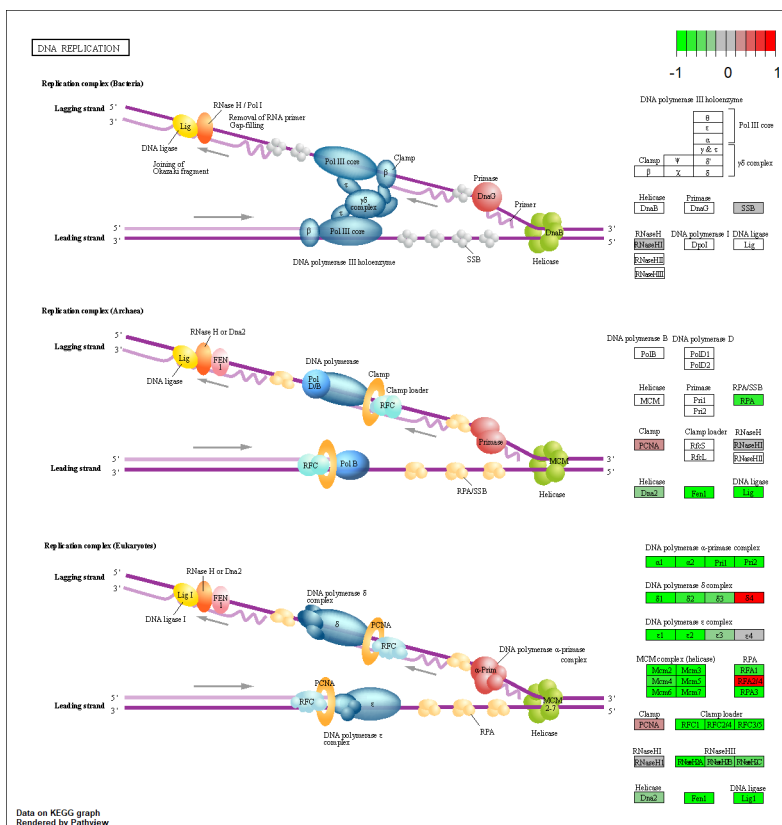 DNA REPLICATION
-1 0 1
Replication complex (Bacteria)
Lagging strand
5'
3'
RNase H / Pol I
Removal of RNA primer
Gap-filling
Lig
DNA ligase
Joining of
Okazaki fragment
Pol III core
Clamp
β
τ
γδ
complex
τ
Primase
DnaG
Primer
DnaB
3'
5'
Leading strand
5'
3'
β
Pol III core
DNA polymerase III holoenzyme
SSB
Helicase
DNA polymerase III holoenzyme
θ
ε
α
γ & τ
Clamp Ψ δ'
β χ δ
Pol III core
γδ complex
Helicase Primase
DnaB DnaG SSB
RNaseH DNA polymerase I DNA ligase
RNaseHI Dpol Lig
RNaseHII
RNaseHIII
Replication complex (Archaea)
Lagging strand
5'
3'
RNase H or Dna2
Lig
FEN
1
DNA ligase
DNA polymerase
Pol
D/B
Clamp
Clamp loader
RFC
Primase
MCM
3'
5'
Leading strand
5'
3'
RFC
Pol B
RPA/SSB
Helicase
DNA polymerase B DNA polymerase D
PolB PolD1
PolD2
Helicase Primase RPA/SSB
MCM Pri1 RPA
Pri2
Clamp Clamp loader RNaseH
PCNA RfcS RNaseHI
RfcL RNaseHII
Helicase DNA ligase
Dna2 Fen1 Lig
Replication complex (Eukaryotes)
Lagging strand
5'
3'
RNase H or Dna2
Lig I
FEN
1
DNA ligase I
DNA polymerase δ
complex
δ
PCNA
RFC
DNA polymerase α-primase
complex
α-Prim
MCM
2-7
3'
5'
Leading strand
5'
3'
RFC
PCNA
ε
DNA polymerase ε
complex
RPA
Helicase
DNA polymerase α-primase complex
α1 α2 Pri1 Pri2
DNA polymerase δ complex
δ1 δ2 δ3 δ4
DNA polymerase ε complex
ε1 ε2 ε3 ε4
MCM complex (helicase) RPA
Mcm2 Mcm3 RPA1
Mcm4 Mcm5 RPA2/4
Mcm6 Mcm7 RPA3
Clamp Clamp loader
PCNA RFC1 RFC2/4 RFC3/5
RNaseHI RNaseHII
RNaseHI RNaseH2A RNaseH2B RNaseH2C
Helicase DNA ligase
Dna2 Fen1 Lig1
Data on KEGG graph
Rendered by Pathview